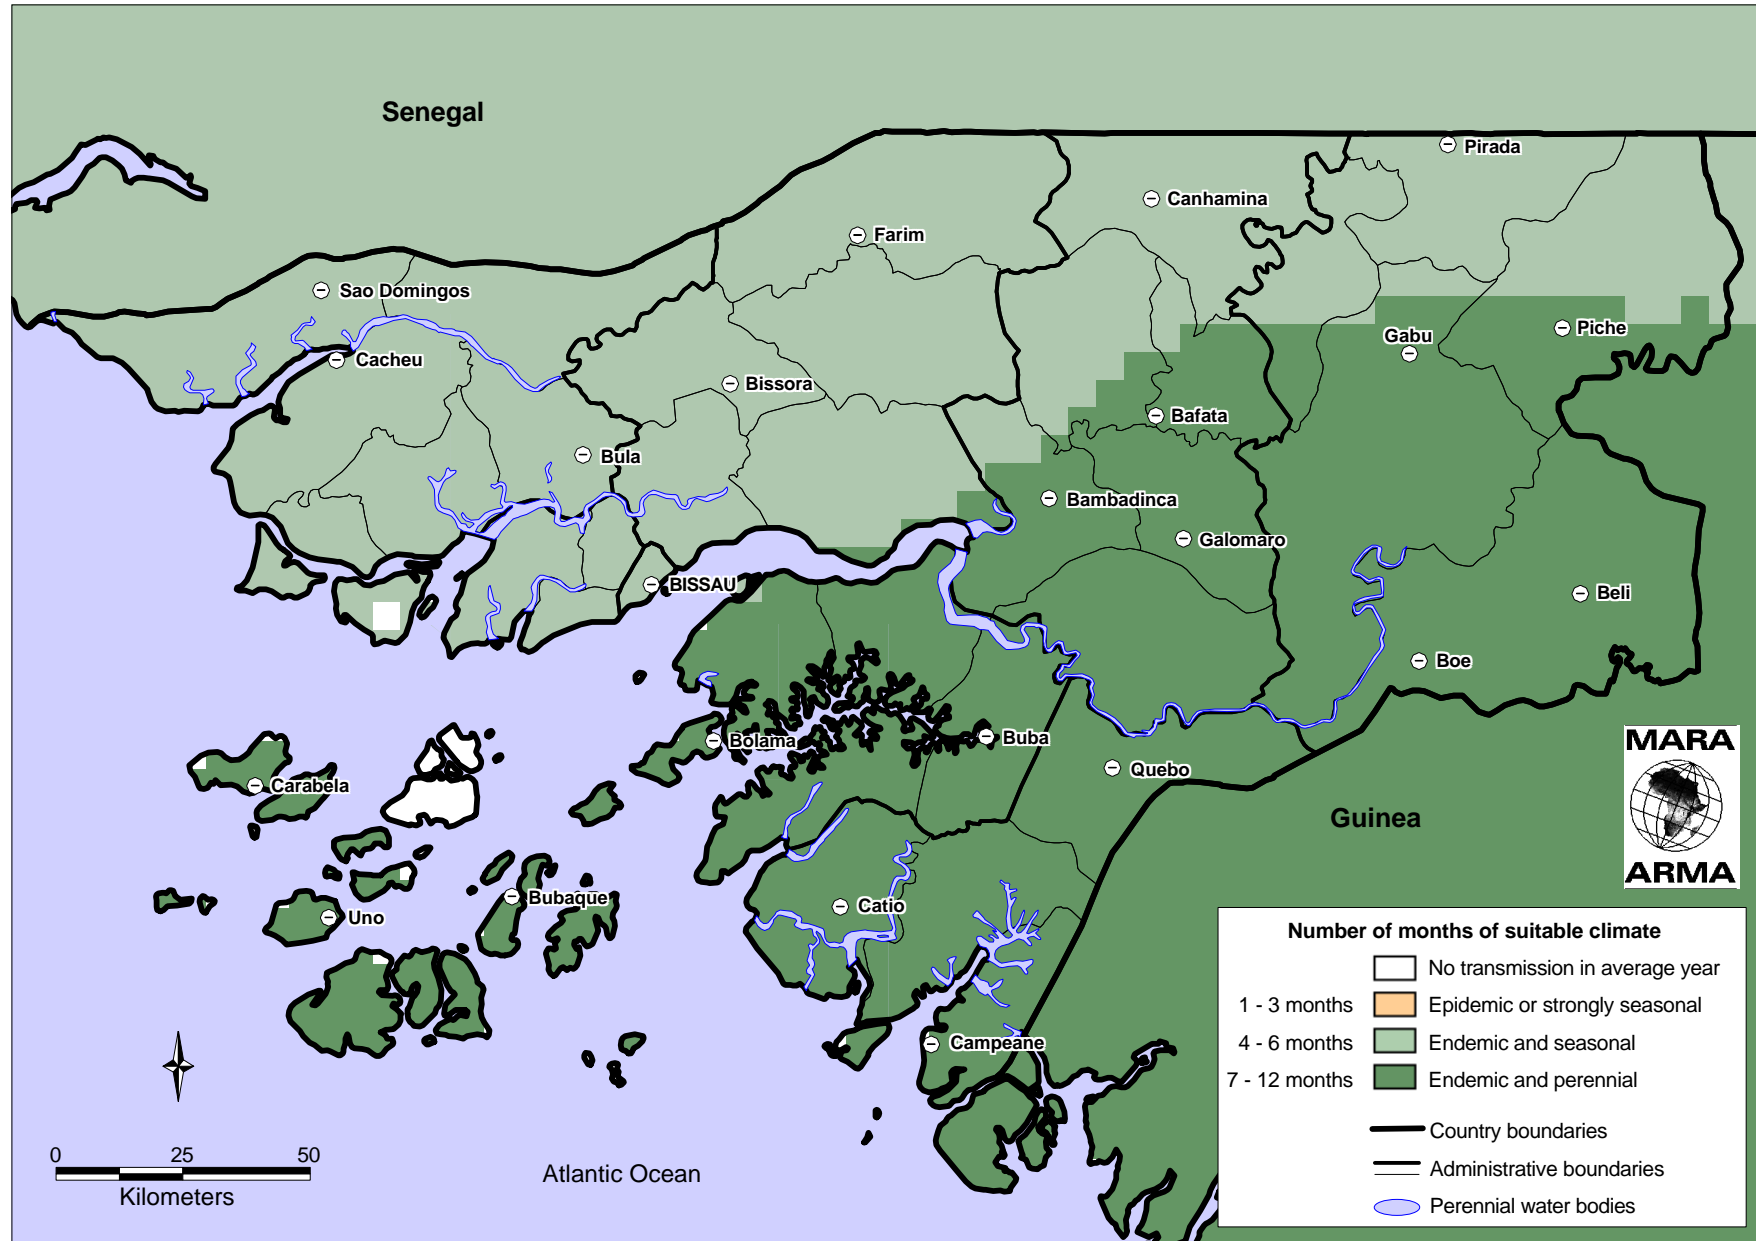 Senegal
Pirada
Canhamina
Farim
Sao Domingos
Piche
Gabu
Cacheu
Bissora
Bafata
Bula
Bambadinca
Galomaro
BISSAU
Beli
Boe
Bolama
Buba
Quebo
Carabela
Guinea
MARA
ARMA
Bubaque
Catio
Uno
Campeane
Number of months of suitable climate
No transmission in average year
1 - 3 months Epidemic or strongly seasonal
4 - 6 months Endemic and seasonal
7 - 12 months Endemic and perennial
Country boundaries
Administrative boundaries
Perennial water bodies
0 25 50
Kilometers
Atlantic Ocean